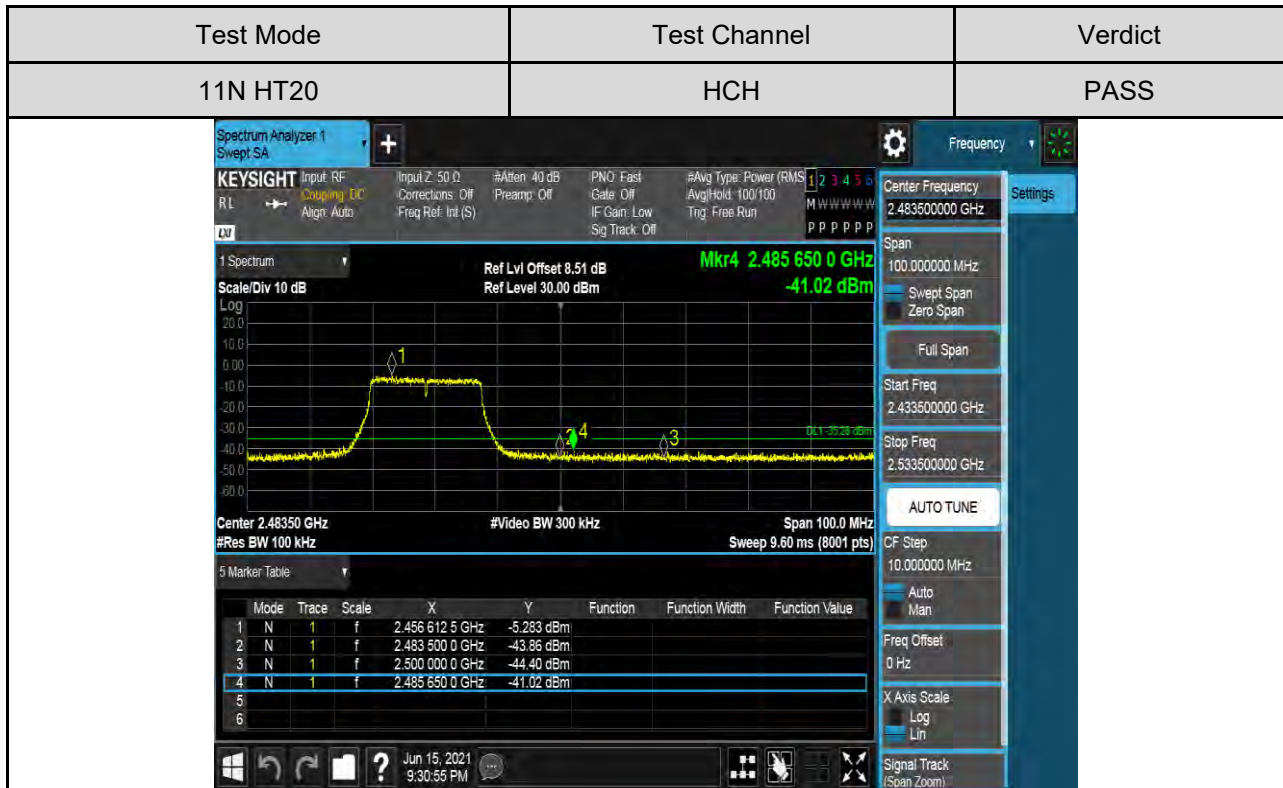 Test Mode Test Channel Verdict
11N HT20 HCH PASS
Spectrum Analyzer 1
Swept SA
+
Frequency
KEYSIGHT
RL
LXI
Input: RF
Coupling: DC
Align: Auto
Input Z: 50 Ω
Corrections: Off
Freq Ref: Int (S)
#Atten: 40 dB
Preamp: Off
PNO: Fast
Gate: Off
IF Gain: Low
Sig Track: Off
#Avg Type: Power (RMS
Avg|Hold: 100/100
Trig: Free Run
1 2 3 4 5 6
M W W W W W
P P P P P P
1 Spectrum
Scale/Div 10 dB
Ref Lvl Offset 8.51 dB
Ref Level 30.00 dBm
Mkr4 2.485 650 0 GHz
-41.02 dBm
Log
20.0
10.0
0.00
-10.0
-20.0
-30.0
-40.0
-50.0
-60.0
1
2
4
3
DL1 -35.28 dBm
Center 2.48350 GHz
#Res BW 100 kHz
#Video BW 300 kHz
Span 100.0 MHz
Sweep 9.60 ms (8001 pts)
5 Marker Table
Mode Trace Scale X Y Function Function Width Function Value
1 N 1 f 2.456 612 5 GHz -5.283 dBm
2 N 1 f 2.483 500 0 GHz -43.86 dBm
3 N 1 f 2.500 000 0 GHz -44.40 dBm
4 N 1 f 2.485 650 0 GHz -41.02 dBm
5
6
?
Jun 15, 2021
9:30:55 PM
Center Frequency
2.483500000 GHz
Settings
Span
100.000000 MHz
Swept Span
Zero Span
Full Span
Start Freq
2.433500000 GHz
Stop Freq
2.533500000 GHz
AUTO TUNE
CF Step
10.000000 MHz
Auto
Man
Freq Offset
0 Hz
X Axis Scale
Log
Lin
Signal Track
(Span Zoom)